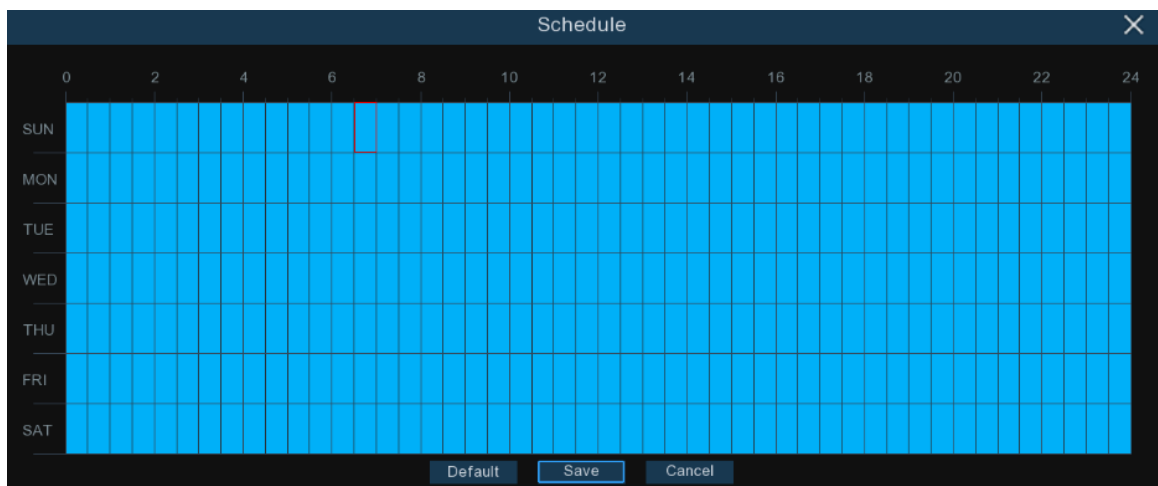 Schedule
0 2 4 6 8 10 12 14 16 18 20 22 24
SUN
MON
TUE
WED
THU
FRI
SAT
Default Save Cancel